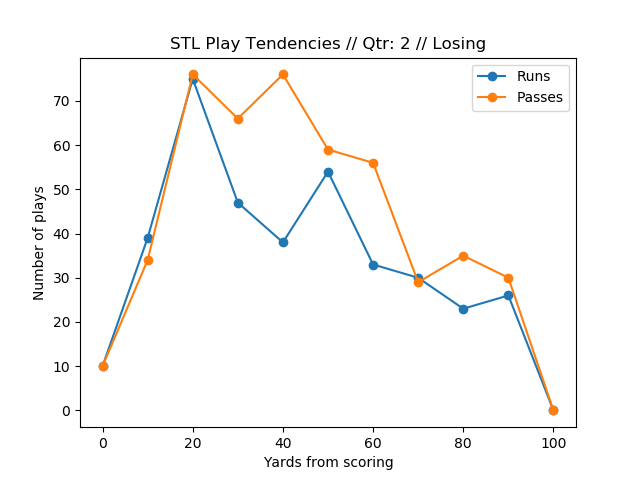 STL Play Tendencies // Qtr: 2 // Losing
Runs
Passes
Number of plays
70
60
50
40
30
20
10
0
0 20 40 60 80 100
Yards from scoring